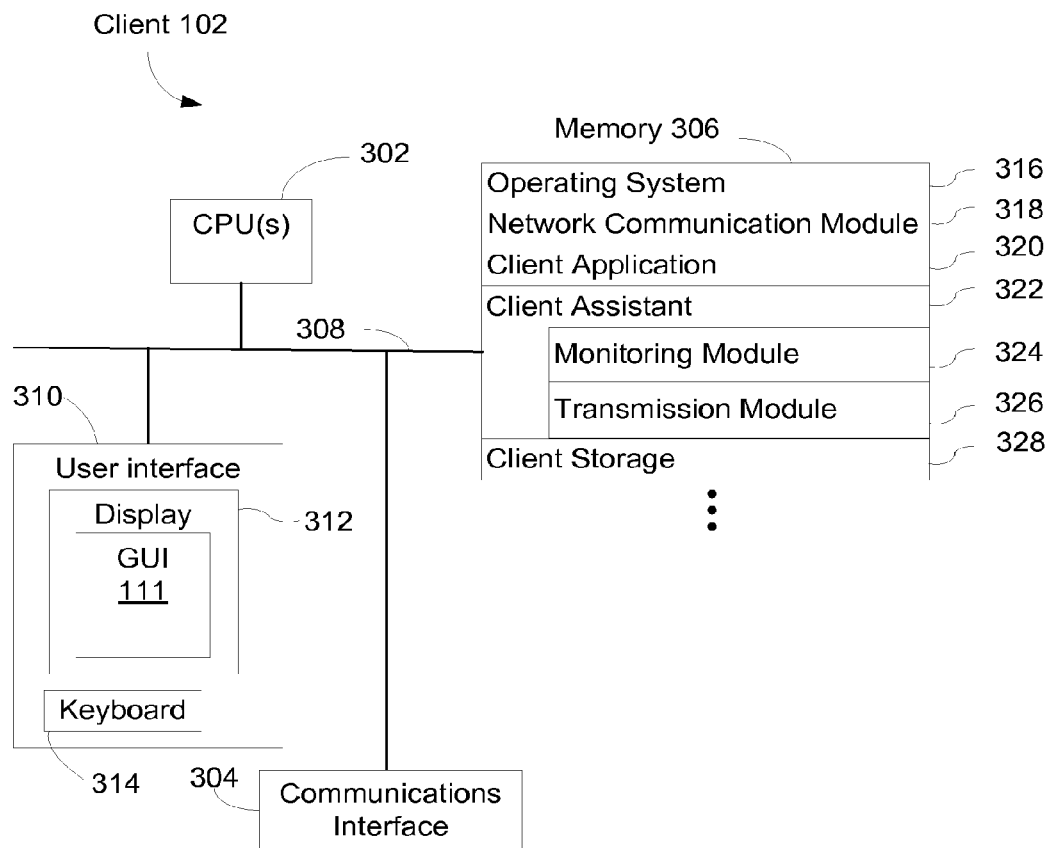 Client 102
302
CPU(s)
Memory 306
Operating System 316
Network Communication Module 318
Client Application 320
Client Assistant 322
Monitoring Module 324
Transmission Module 326
Client Storage 328
308
310
User interface
Display 312
GUI
111
Keyboard
314
304
Communications
Interface